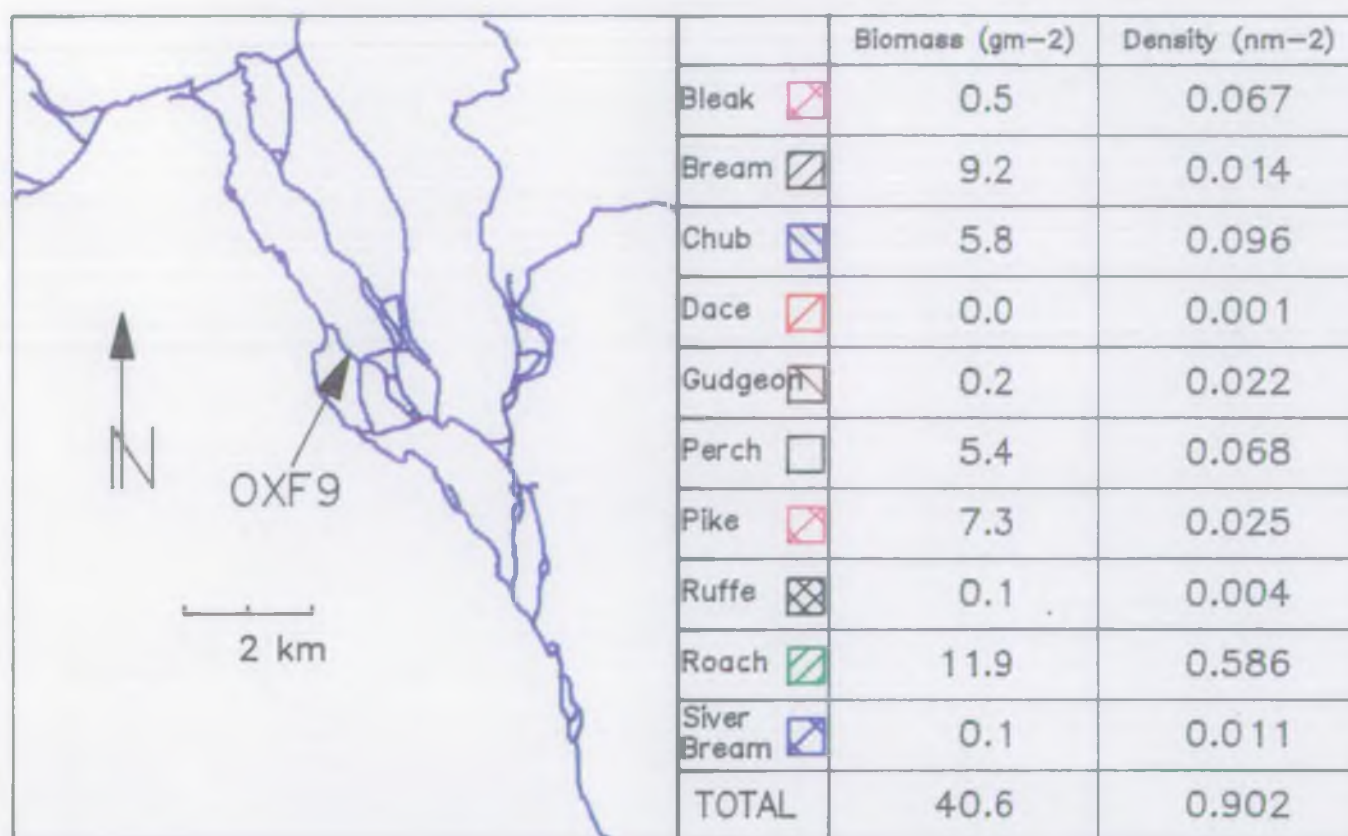 N
OXF9
2 km
Biomass (gm-2) Density (nm-2)
Bleak 0.5 0.067
Bream 9.2 0.014
Chub 5.8 0.096
Dace 0.0 0.001
Gudgeon 0.2 0.022
Perch 5.4 0.068
Pike 7.3 0.025
Ruffe 0.1 0.004
Roach 11.9 0.586
Siver
Bream 0.1 0.011
TOTAL 40.6 0.902